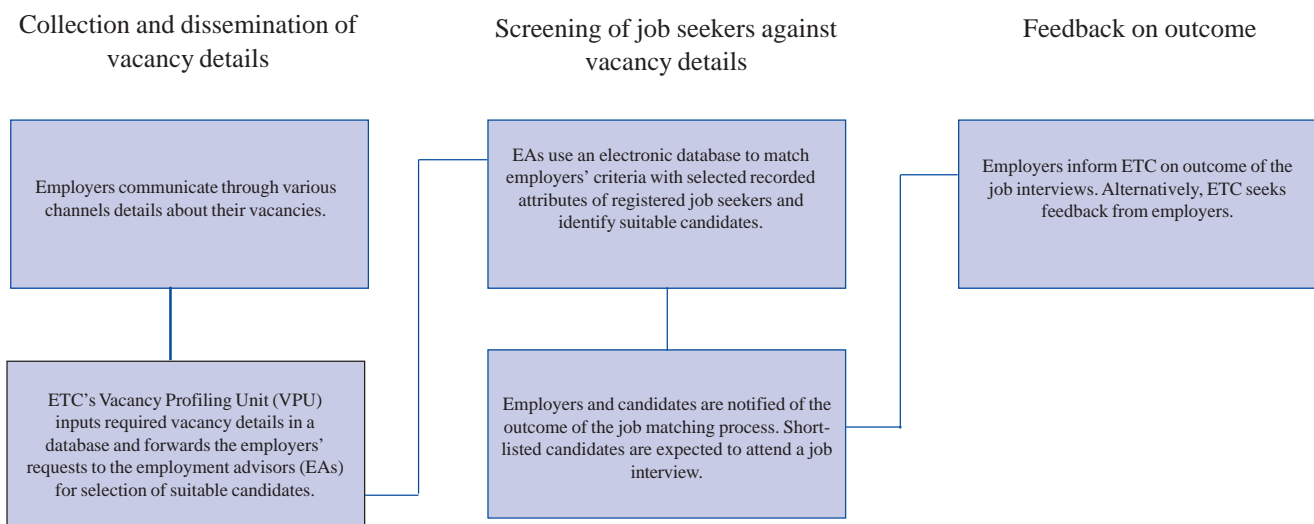 Collection and dissemination of
vacancy details
Employers communicate through various
channels details about their vacancies.
ETC’s Vacancy Profiling Unit (VPU)
inputs required vacancy details in a
database and forwards the employers’
requests to the employment advisors (EAs)
for selection of suitable candidates.
Screening of job seekers against
vacancy details
EAs use an electronic database to match
employers’ criteria with selected recorded
attributes of registered job seekers and
identify suitable candidates.
Employers and candidates are notified of the
outcome of the job matching process. Short-
listed candidates are expected to attend a job
interview.
Feedback on outcome
Employers inform ETC on outcome of the
job interviews. Alternatively, ETC seeks
feedback from employers.